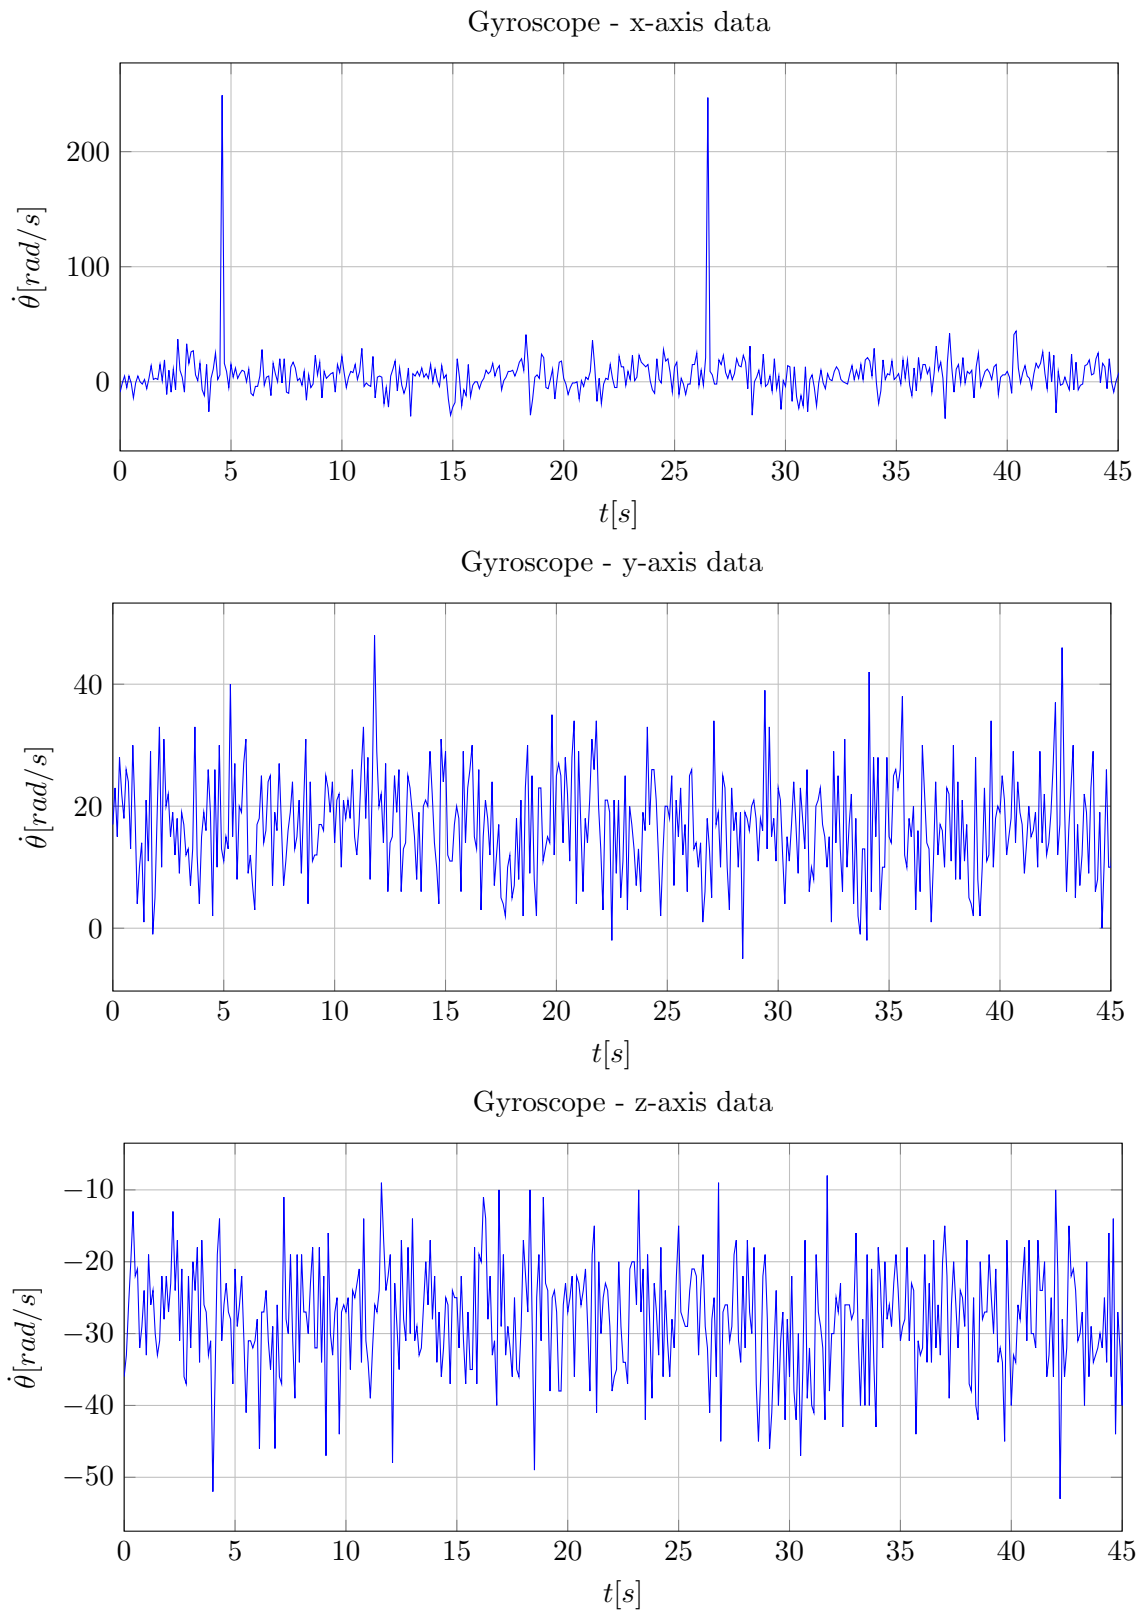 Gyroscope - x-axis data
200
100
0
θ̇[rad/s]
0 5 10 15 20 25 30 35 40 45
t[s]
Gyroscope - y-axis data
40
20
0
θ̇[rad/s]
0 5 10 15 20 25 30 35 40 45
t[s]
Gyroscope - z-axis data
−10
−20
−30
−40
−50
θ̇[rad/s]
0 5 10 15 20 25 30 35 40 45
t[s]